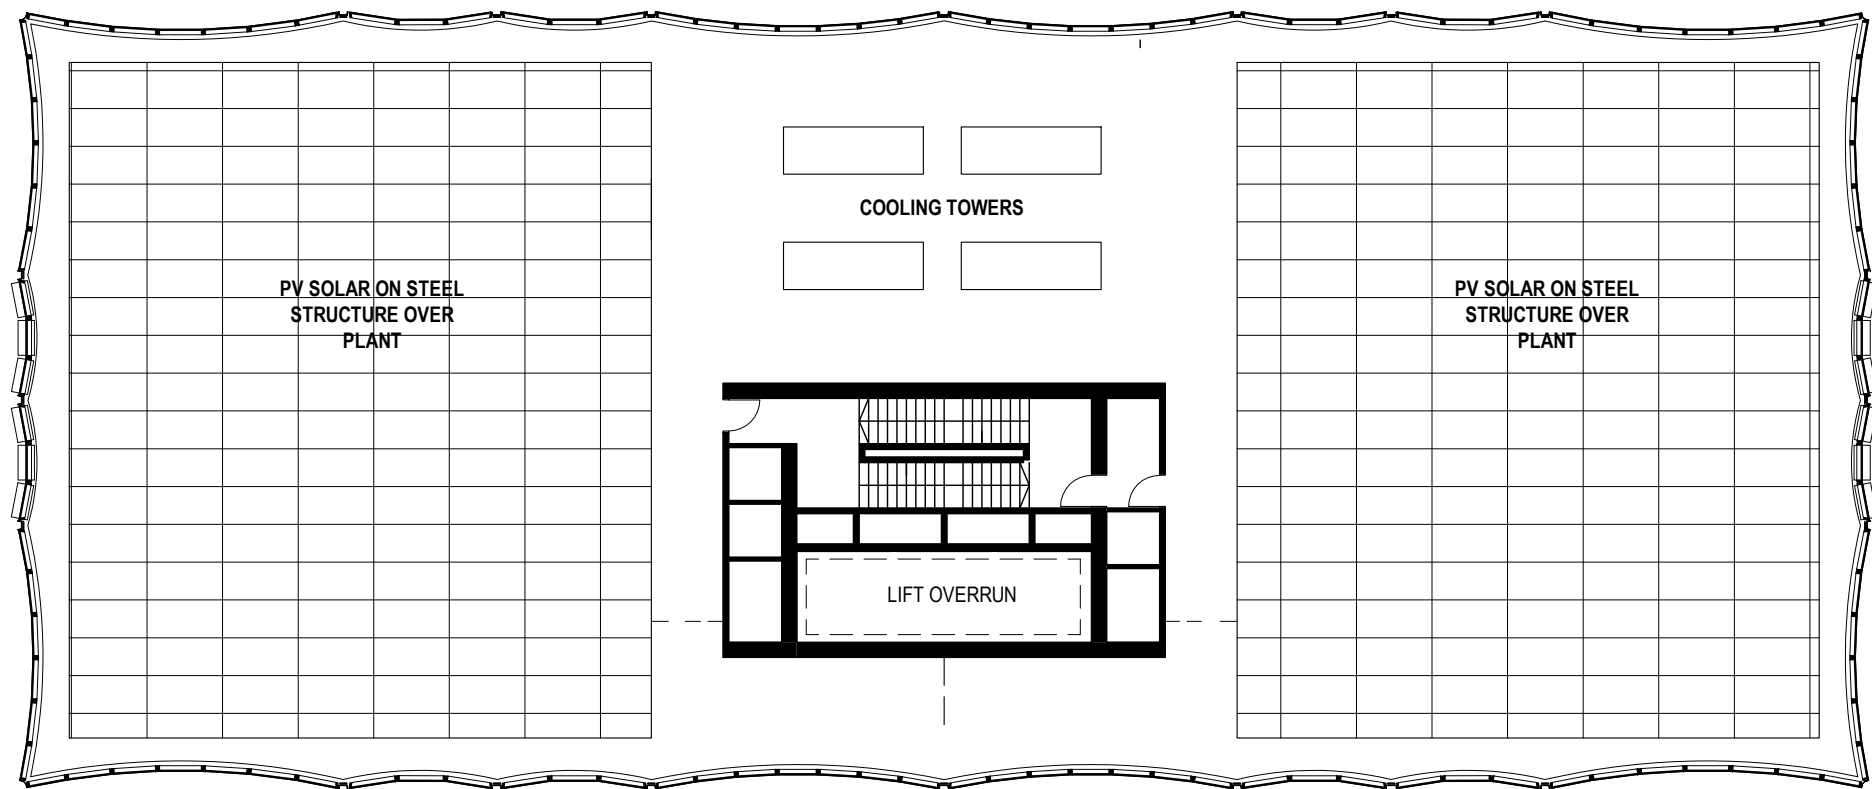 COOLING TOWERS
PV SOLAR ON STEEL
STRUCTURE OVER
PLANT
PV SOLAR ON STEEL
STRUCTURE OVER
PLANT
LIFT OVERRUN